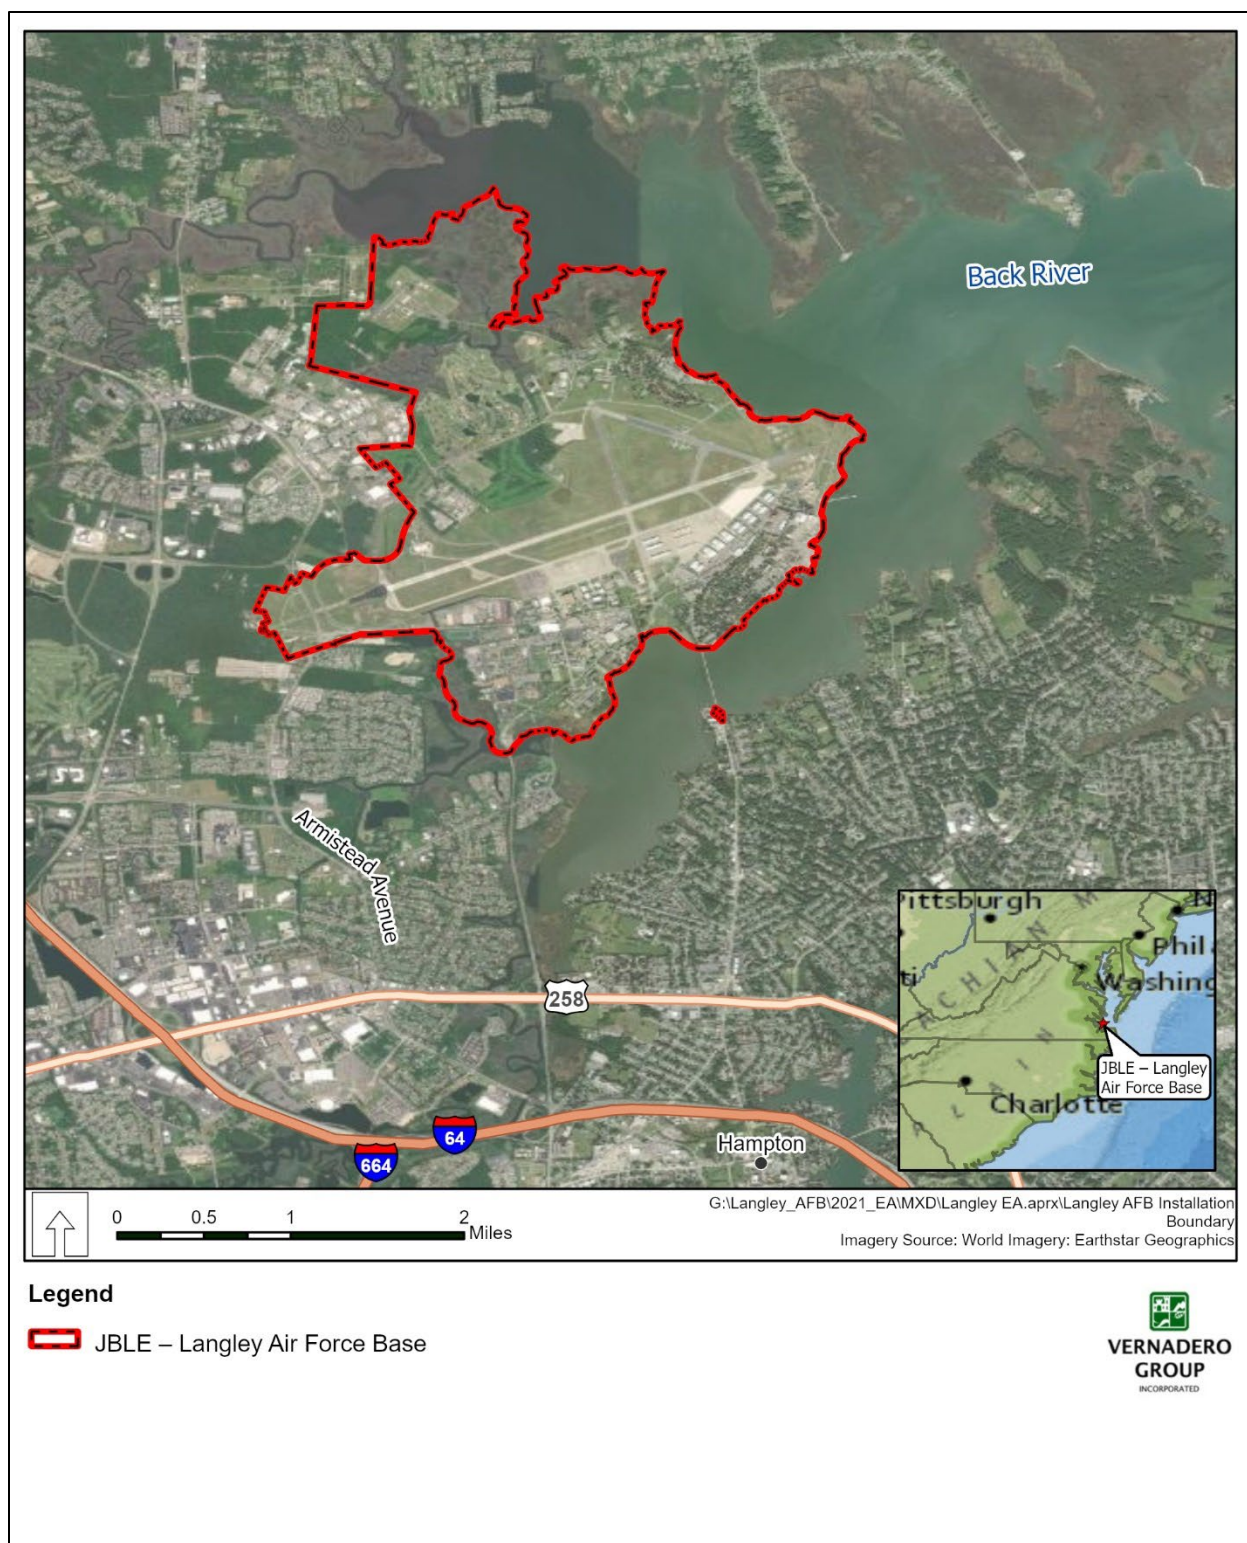 Back River
Armistead
Avenue
258
64
664
Hampton
Pittsburgh
N
Phil
Washing
CHIAN M
ti
A I N
Charlotte
JBLE – Langley
Air Force Base
0 0.5 1 2
Miles
G:\Langley_AFB\2021_EA\MXD\Langley EA.aprx\Langley AFB Installation
Boundary
Imagery Source: World Imagery: Earthstar Geographics
Legend
JBLE – Langley Air Force Base
VERNADERO
GROUP
INCORPORATED